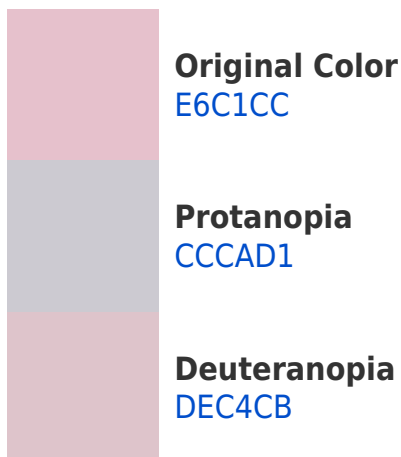 Original Color
E6C1CC
Protanopia
CCCAD1
Deuteranopia
DEC4CB